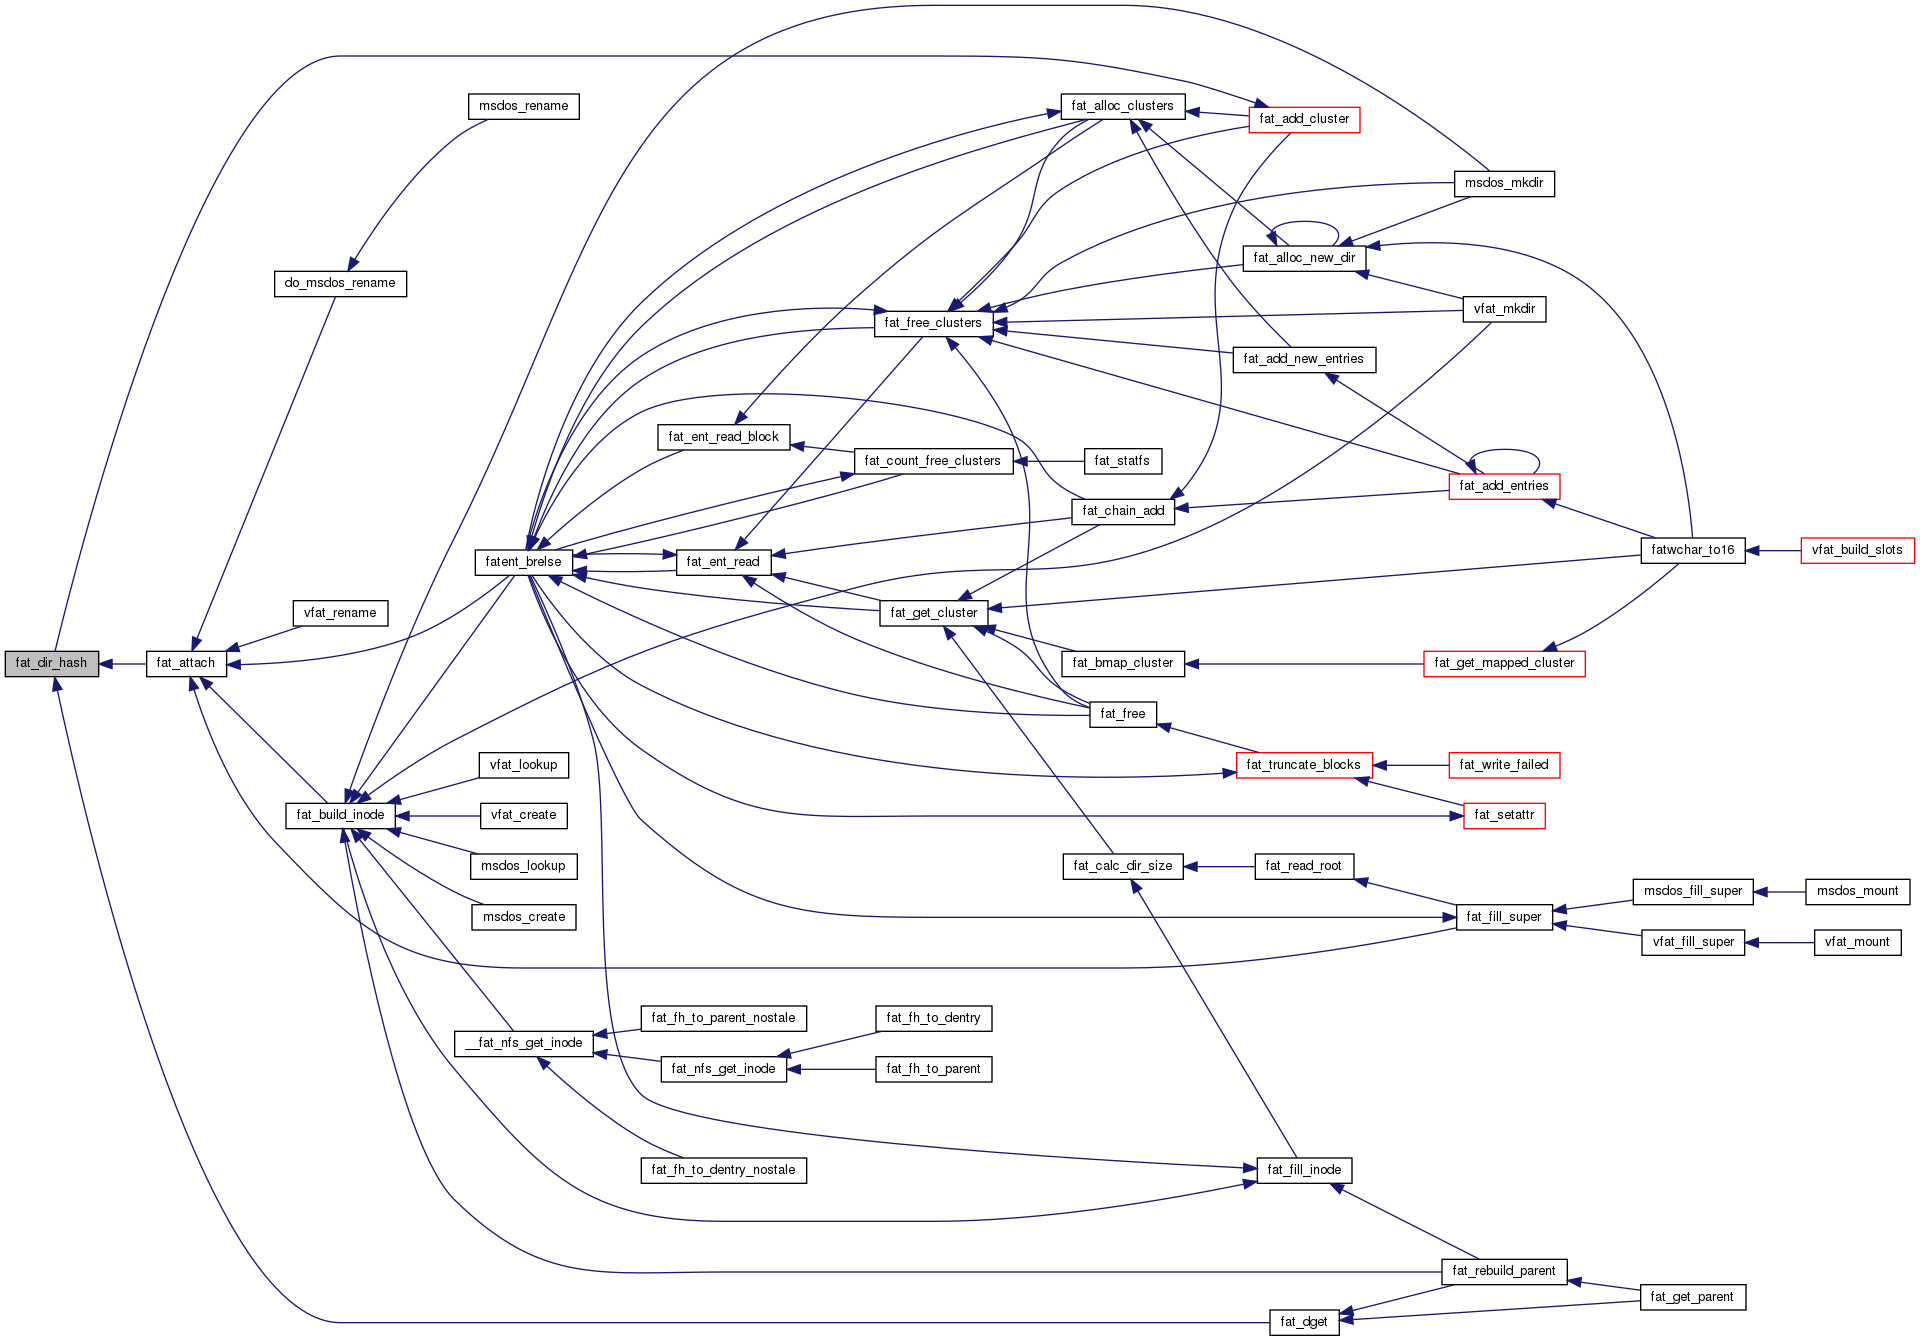 msdos_rename
fat_alloc_clusters
fat_add_cluster
msdos_mkdir
fat_alloc_new_dir
do_msdos_rename
vfat_mkdir
fat_free_clusters
fat_add_new_entries
fat_ent_read_block
fat_count_free_clusters
fat_statfs
fat_add_entries
fat_chain_add
fatwchar_to16
vfat_build_slots
fatent_brelse
fat_ent_read
vfat_rename
fat_get_cluster
fat_dir_hash
fat_attach
fat_bmap_cluster
fat_get_mapped_cluster
fat_free
vfat_lookup
fat_truncate_blocks
fat_write_failed
fat_build_inode
vfat_create
fat_setattr
msdos_lookup
fat_calc_dir_size
fat_read_root
msdos_fill_super
msdos_mount
msdos_create
fat_fill_super
vfat_fill_super
vfat_mount
fat_fh_to_parent_nostale
fat_fh_to_dentry
__fat_nfs_get_inode
fat_nfs_get_inode
fat_fh_to_parent
fat_fh_to_dentry_nostale
fat_fill_inode
fat_rebuild_parent
fat_get_parent
fat_dget